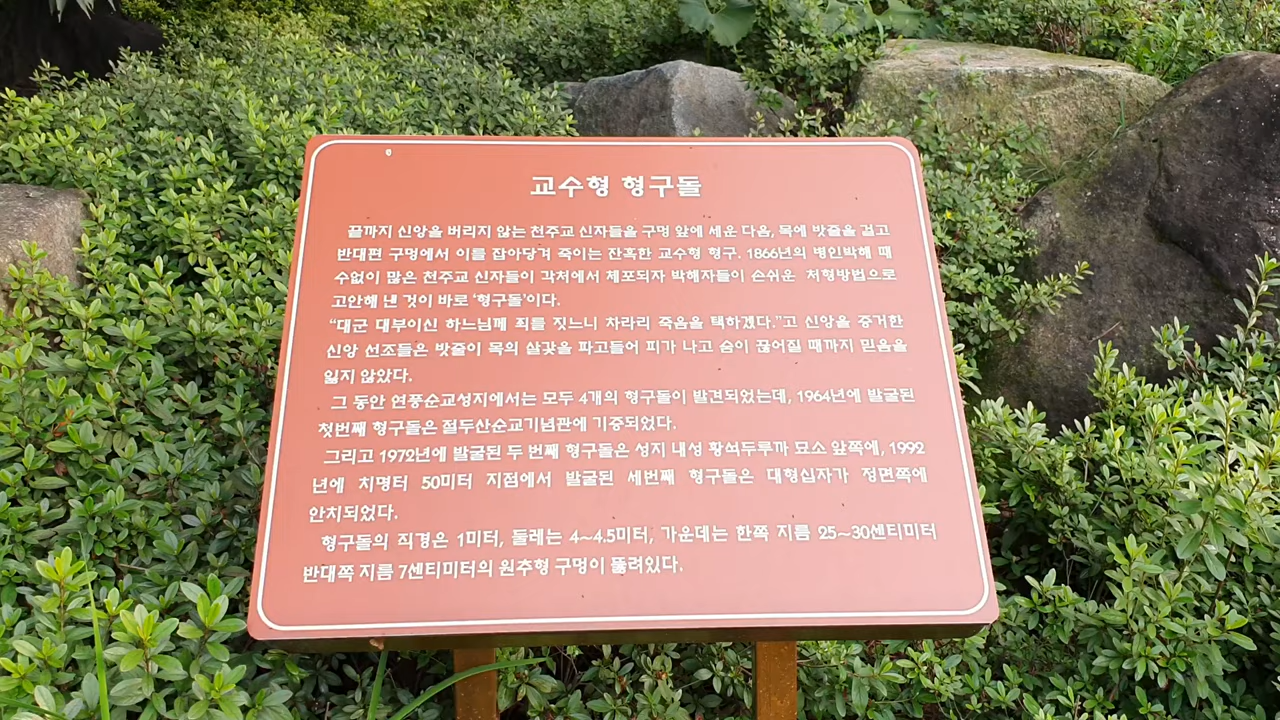 교수형 형구돌
끝까지 신앙을 버리지 않는 천주교 신자들을 구멍 앞에 세운 다음, 목에 밧줄을 걸고
반대편 구멍에서 이를 잡아당겨 죽이는 잔혹한 교수형 형구. 1866년의 병인박해 때
수없이 많은 천주교 신자들이 각처에서 체포되자 박해자들이 손쉬운 처형방법으로
고안해 낸 것이 바로 '형구돌'이다.
"대군 대부이신 하느님께 죄를 짓느니 차라리 죽음을 택하겠다."고 신앙을 증거한
신앙 선조들은 밧줄이 목의 살갗을 파고들어 피가 나고 숨이 끊어질 때까지 믿음을
잃지 않았다.
그 동안 연풍순교성지에서는 모두 4개의 형구돌이 발견되었는데, 1964년에 발굴된
첫번째 형구돌은 절두산순교기념관에 기증되었다.
그리고 1972년에 발굴된 두 번째 형구돌은 성지 내성 황석두루까 묘소 앞쪽에, 1992
년에 치명터 50미터 지점에서 발굴된 세번째 형구돌은 대형십자가 정면쪽에
안치되었다.
형구돌의 직경은 1미터, 둘레는 4~4.5미터, 가운데는 한쪽 지름 25~30센티미터
반대쪽 지름 7센티미터의 원추형 구멍이 뚫려있다.